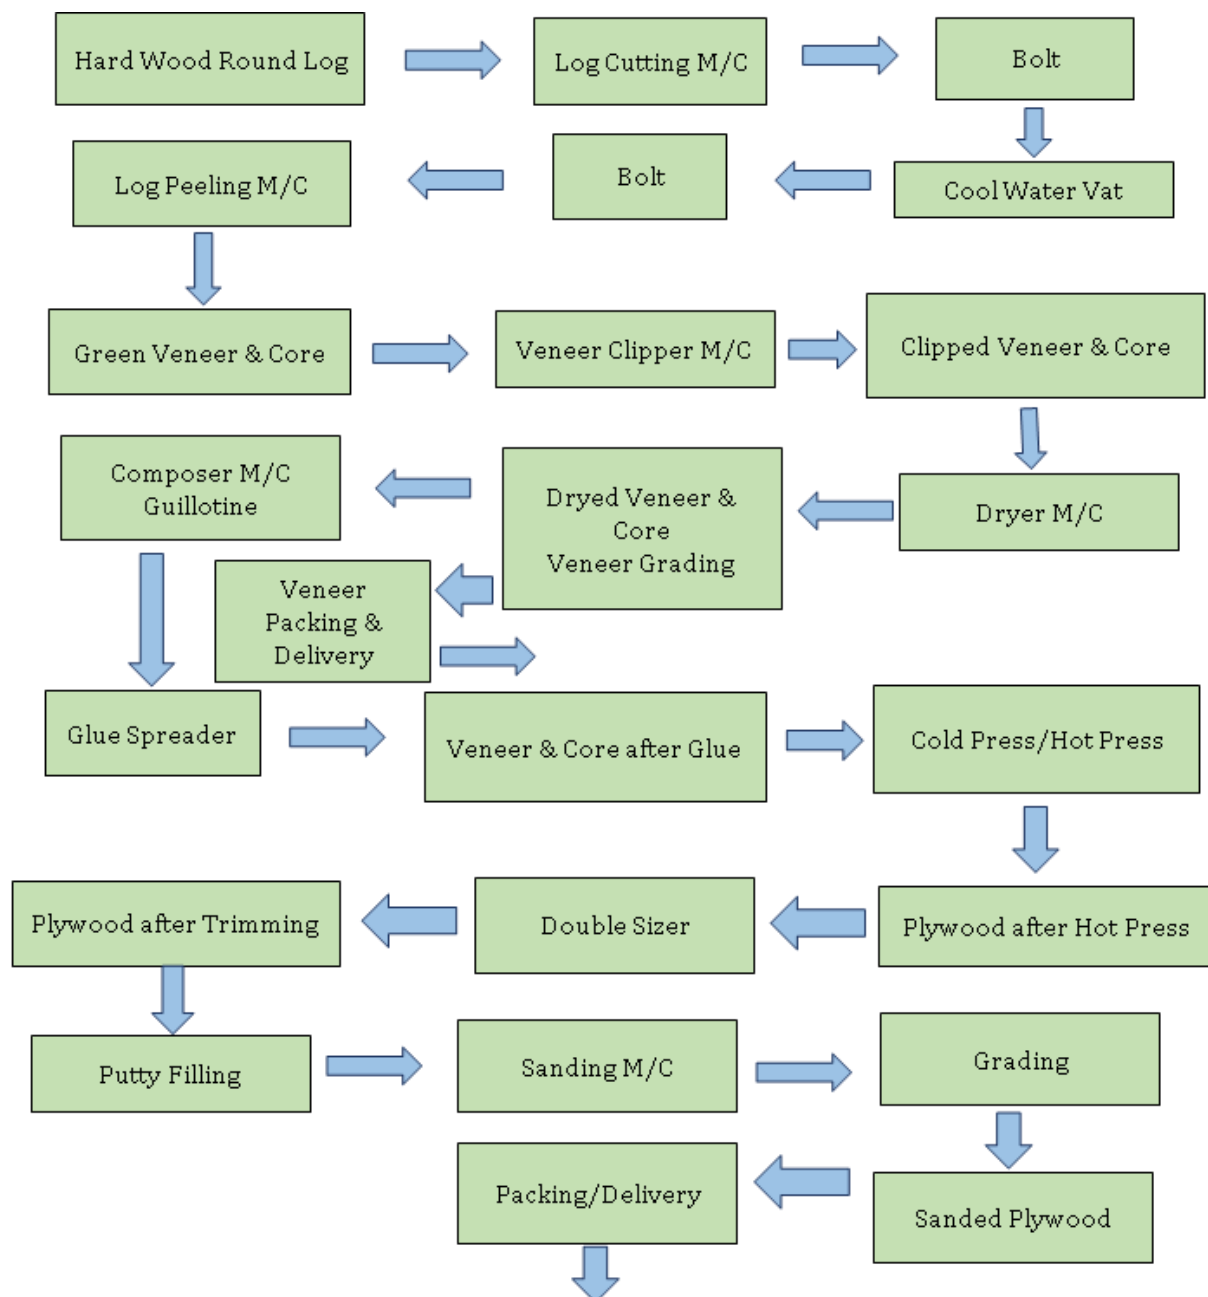 Hard Wood Round Log
Log Cutting M/C
Bolt
Cool Water Vat
Bolt
Log Peeling M/C
Green Veneer & Core
Veneer Clipper M/C
Clipped Veneer & Core
Dryer M/C
Dryed Veneer &
Core
Veneer Grading
Composer M/C
Guillotine
Veneer
Packing &
Delivery
Glue Spreader
Veneer & Core after Glue
Cold Press/Hot Press
Plywood after Hot Press
Double Sizer
Plywood after Trimming
Putty Filling
Sanding M/C
Grading
Sanded Plywood
Packing/Delivery